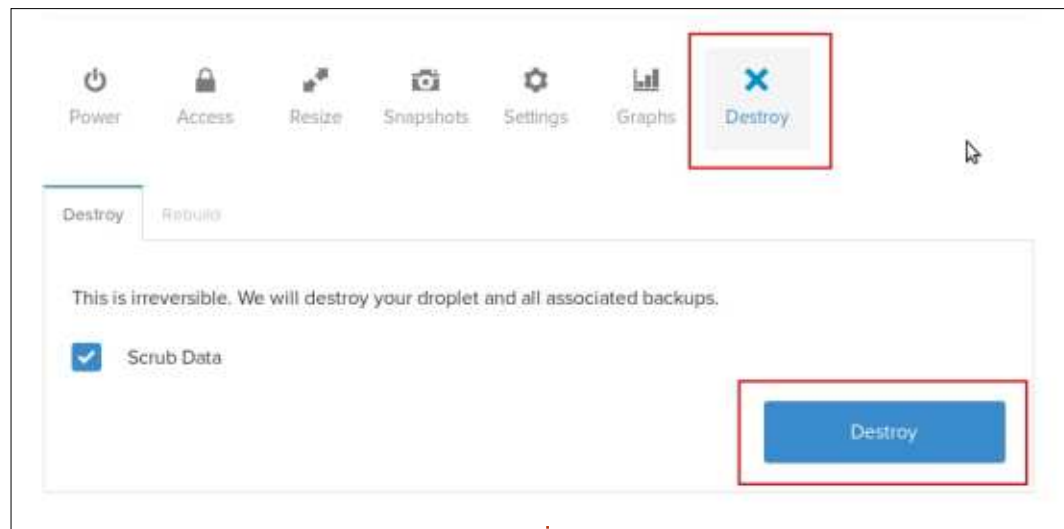 Power Access Resize Snapshots Settings Graphs Destroy
Destroy Rebuild
This is irreversible. We will destroy your droplet and all associated backups.
Scrub Data
Destroy